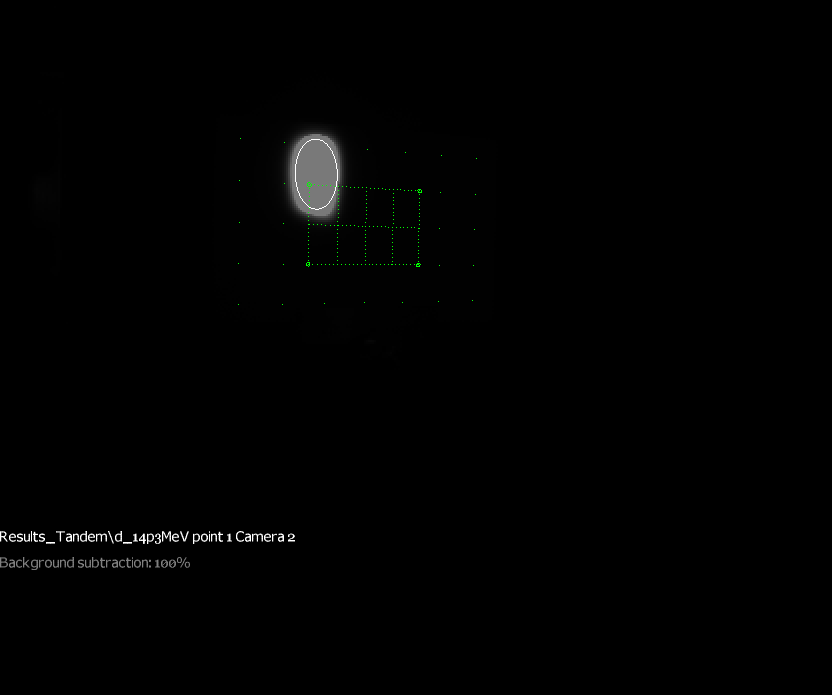 Results_Tandem\d_14p3MeV point 1 Camera 2
Background subtraction: 100%